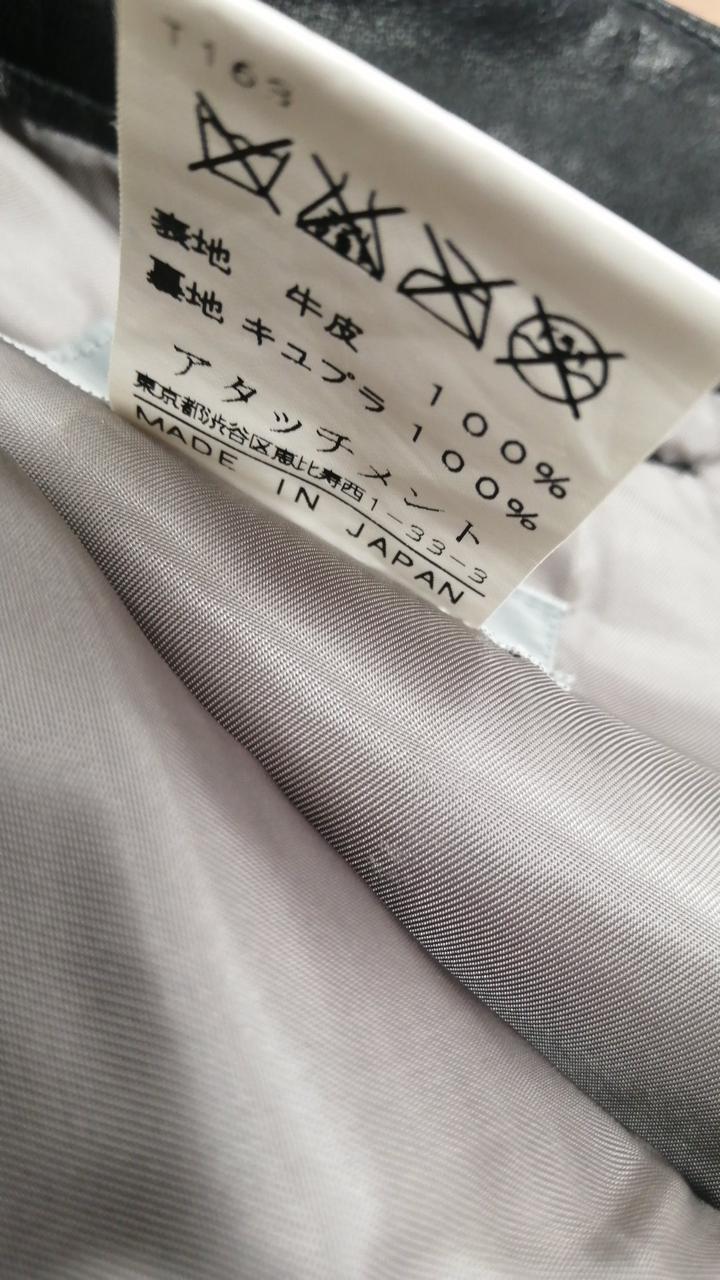 T163
表地 牛皮 100%
裏地 キュプラ 100%
アタッチメント
東京都渋谷区恵比寿西1-33-3
MADE IN JAPAN